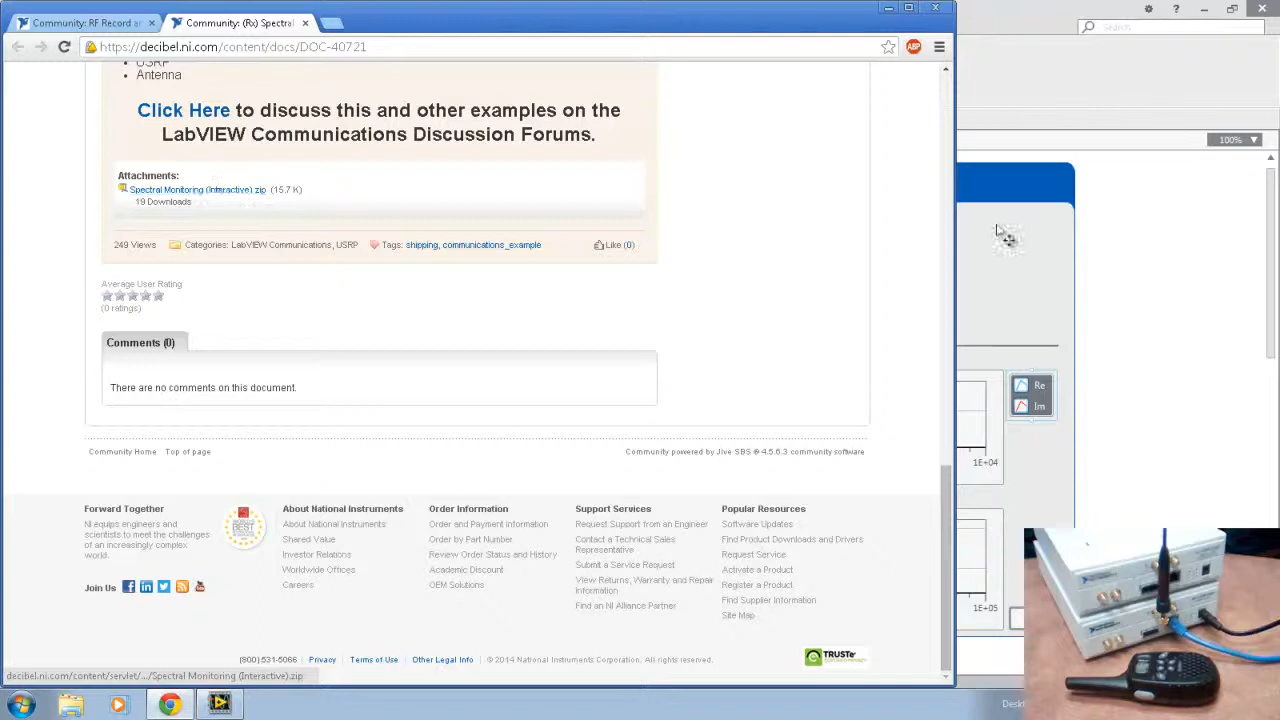 Community: RF Record ar
Community: (Rx) Spectral
https://decibel.ni.com/content/docs/DOC-40721
ABP
Search
100%
USRP
Antenna
Click Here to discuss this and other examples on the
LabVIEW Communications Discussion Forums.
Attachments:
Spectral Monitoring (Interactive).zip (15.7 K)
19 Downloads
249 Views Categories: LabVIEW Communications, USRP Tags: shipping, communications_example Like (0)
Average User Rating
(0 ratings)
Comments (0)
There are no comments on this document.
Re
Im
1E+04
1E+05
Community Home Top of page
Community powered by Jive SBS ® 4.5.6.3 community software
Forward Together
NI equips engineers and
scientists to meet the challenges
of an increasingly complex
world.
Join Us
About National Instruments
About National Instruments
Shared Value
Investor Relations
Worldwide Offices
Careers
Order Information
Order and Payment Information
Order by Part Number
Review Order Status and History
Academic Discount
OEM Solutions
Support Services
Request Support from an Engineer
Contact a Technical Sales
Representative
Submit a Service Request
View Returns, Warranty and Repair
Information
Find an NI Alliance Partner
Popular Resources
Software Updates
Find Product Downloads and Drivers
Request Service
Activate a Product
Register a Product
Find Supplier Information
Site Map
(800) 531-5066 Privacy Terms of Use Other Legal Info © 2014 National Instruments Corporation. All rights reserved.
TRUSTe
decibel.ni.com/content/servlet/.../Spectral Monitoring (Interactive).zip
Deskt